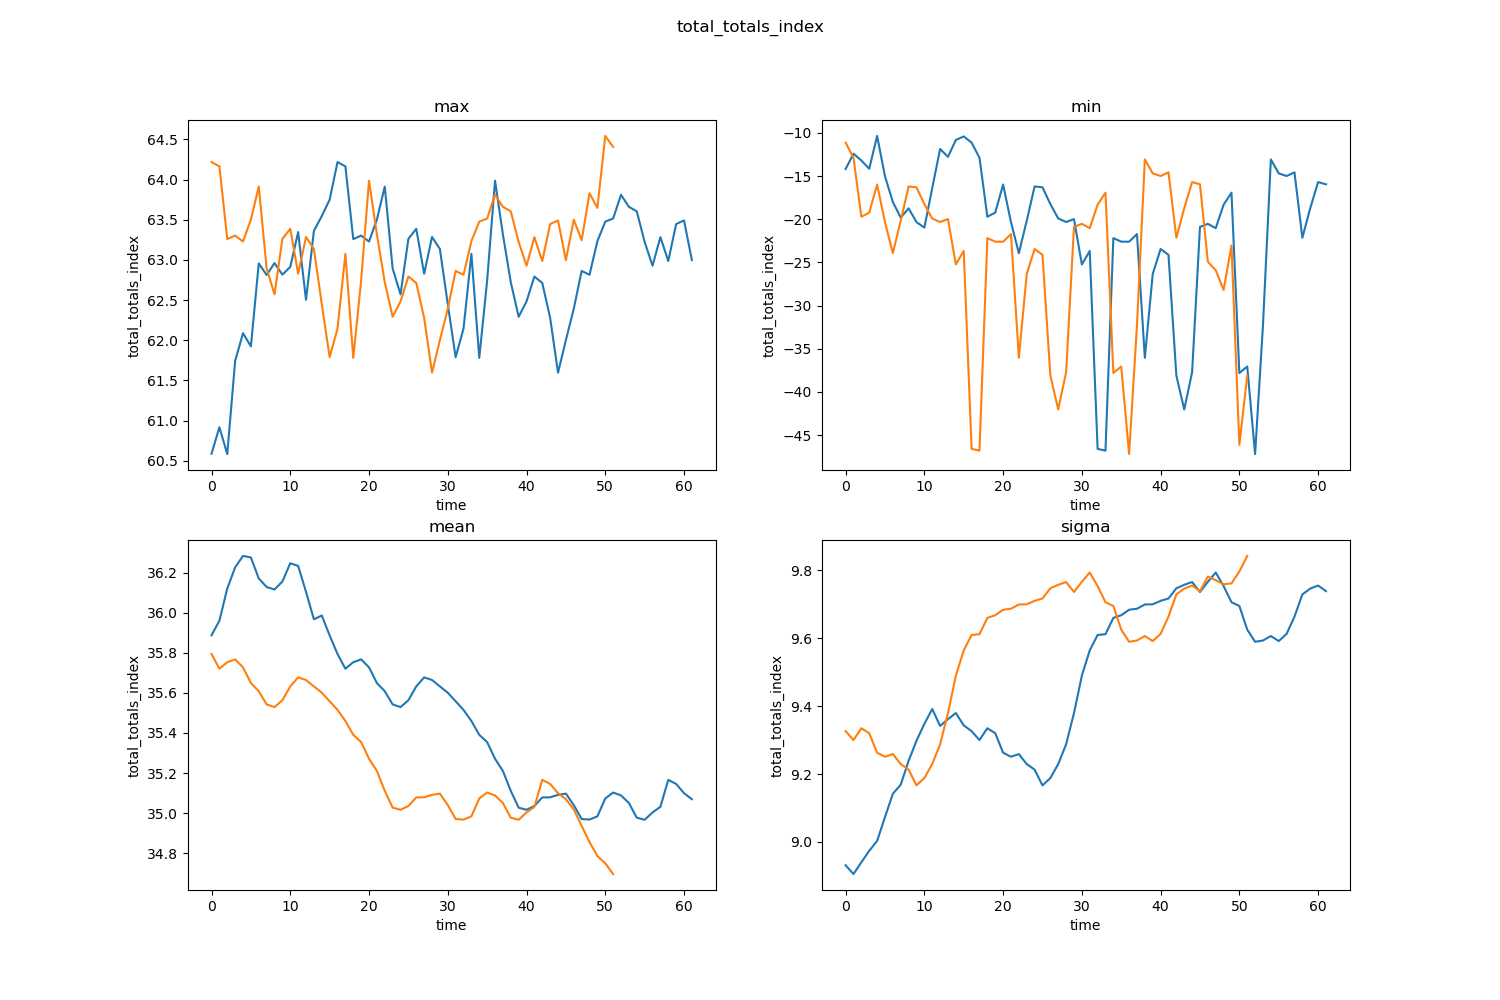 total_totals_index
max
total_totals_index
64.5
64.0
63.5
63.0
62.5
62.0
61.5
61.0
60.5
0 10 20 30 40 50 60
time
min
total_totals_index
−10
−15
−20
−25
−30
−35
−40
−45
0 10 20 30 40 50 60
time
mean
total_totals_index
36.2
36.0
35.8
35.6
35.4
35.2
35.0
34.8
0 10 20 30 40 50 60
time
sigma
total_totals_index
9.8
9.6
9.4
9.2
9.0
0 10 20 30 40 50 60
time